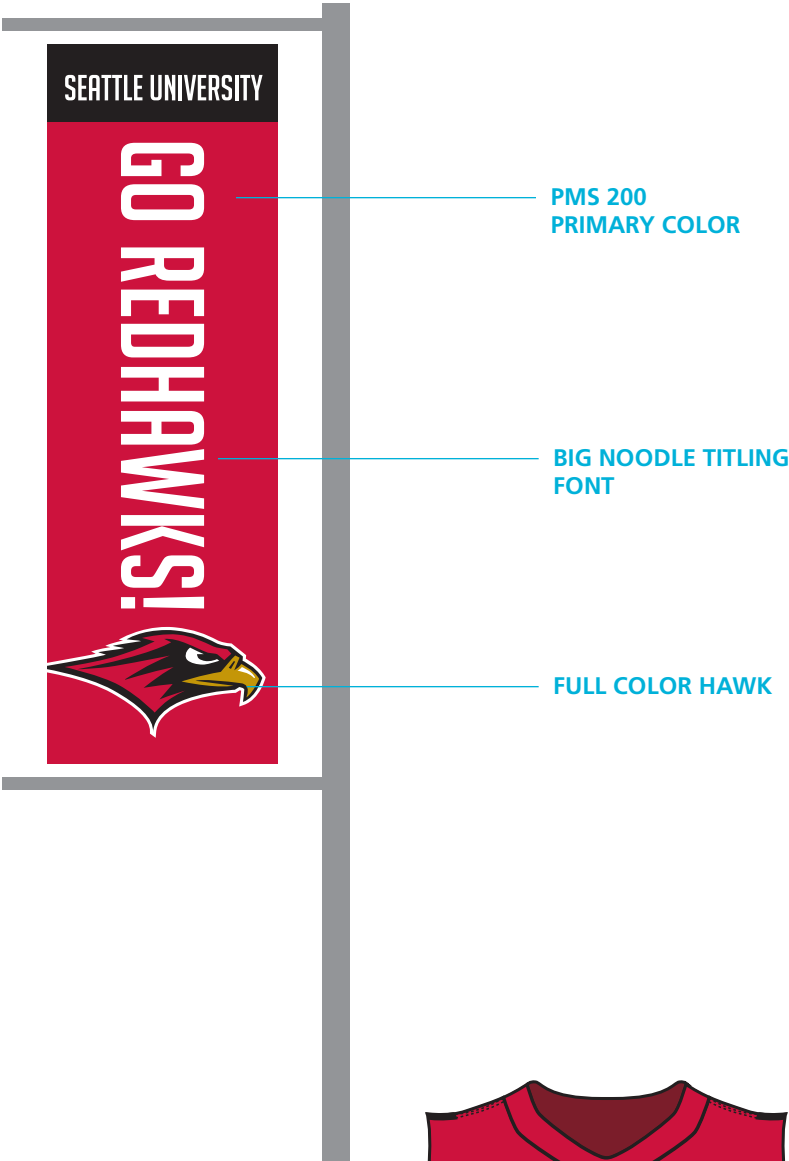 SEATTLE UNIVERSITY
GO REDHAWKS!
PMS 200
PRIMARY COLOR
BIG NOODLE TITLING
FONT
FULL COLOR HAWK